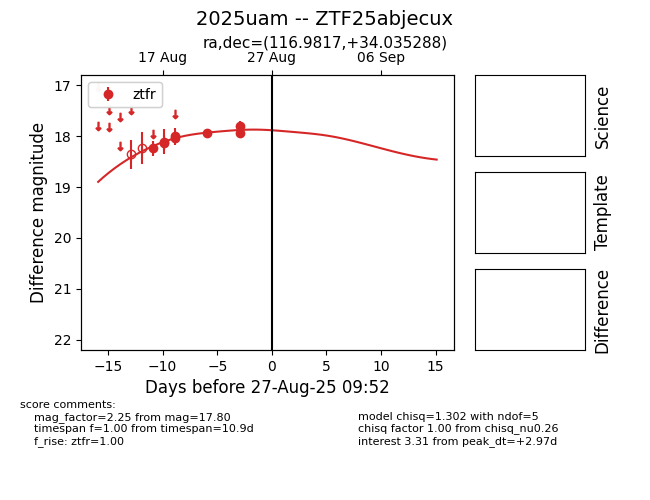 2025uam -- ZTF25abjecux
ra,dec=(116.9817,+34.035288)
17 Aug 27 Aug 06 Sep
ztfr
17
18
19
20
21
22
Difference magnitude
−15 −10 −5 0 5 10 15
Days before 27-Aug-25 09:52
Science
Template
Difference
score comments:
mag_factor=2.25 from mag=17.80
timespan f=1.00 from timespan=10.9d
f_rise: ztfr=1.00
model chisq=1.302 with ndof=5
chisq factor 1.00 from chisq_nu0.26
interest 3.31 from peak_dt=+2.97d